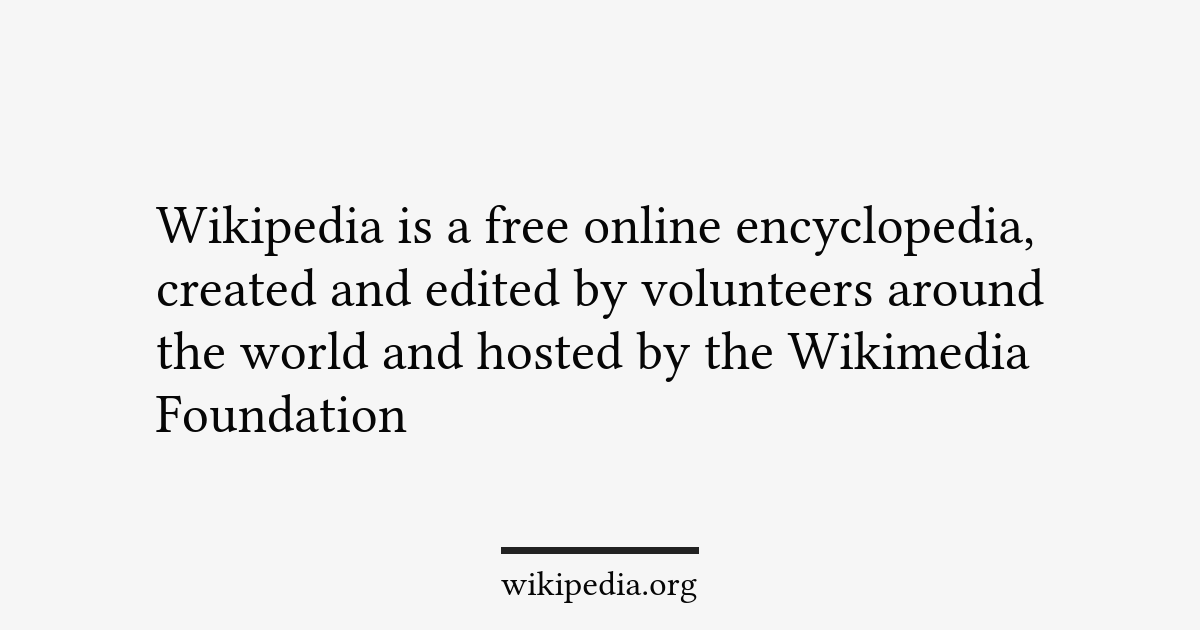 Wikipedia is a free online encyclopedia,
created and edited by volunteers around
the world and hosted by the Wikimedia
Foundation
wikipedia.org